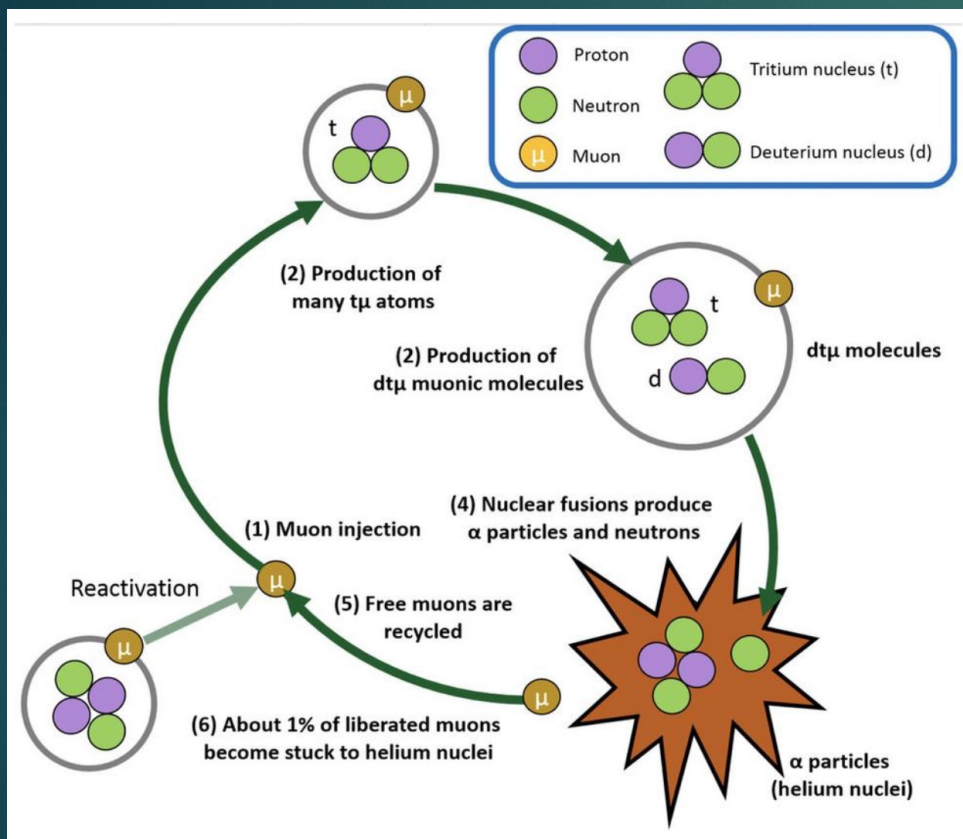 Proton
Tritium nucleus (t)
Neutron
μ
Muon
Deuterium nucleus (d)
μ
t
(2) Production of
many tμ atoms
μ
t
d
(2) Production of
dtμ muonic molecules
dtμ molecules
(4) Nuclear fusions produce
α particles and neutrons
(1) Muon injection
μ
Reactivation
μ
(5) Free muons are
recycled
μ
(6) About 1% of liberated muons
become stuck to helium nuclei
α particles
(helium nuclei)